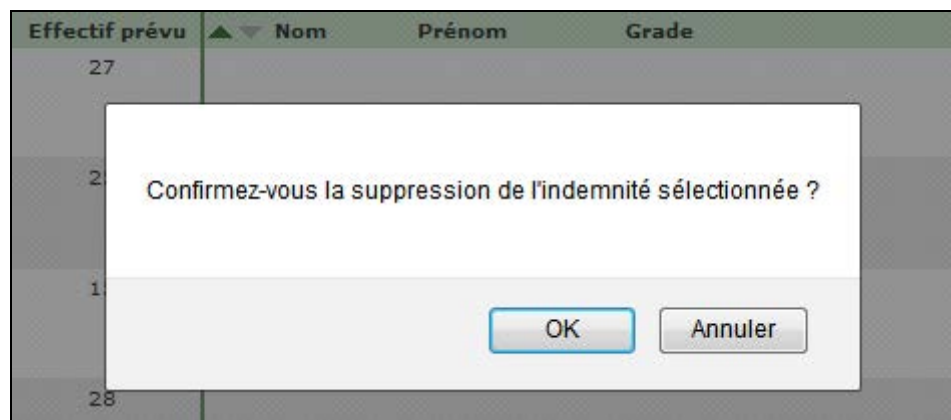 Effectif prévu Nom Prénom Grade
27
Confirmez-vous la suppression de l'indemnité sélectionnée ?
OK Annuler
28